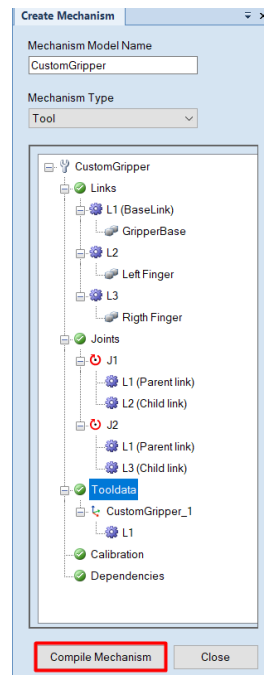 Create Mechanism
Mechanism Model Name
CustomGripper
Mechanism Type
Tool
CustomGripper
Links
L1 (BaseLink)
GripperBase
L2
Left Finger
L3
Rigth Finger
Joints
J1
L1 (Parent link)
L2 (Child link)
J2
L1 (Parent link)
L3 (Child link)
Tooldata
CustomGripper_1
L1
Calibration
Dependencies
Compile Mechanism Close